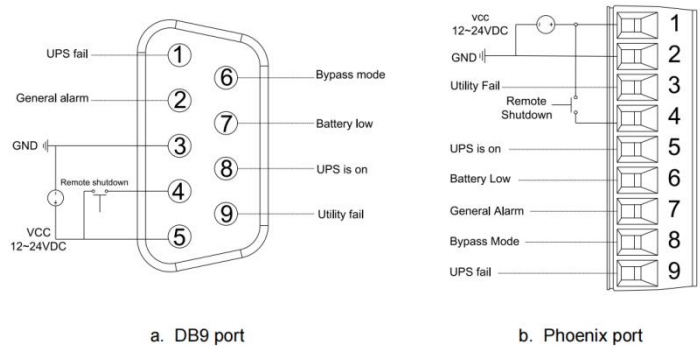 UPS fail
General alarm
GND
Remote shutdown
VCC
12~24VDC
1
2
3
4
5
6
7
8
9
Bypass mode
Battery low
UPS is on
Utility fail
a. DB9 port
vcc
12~24VDC
GND
Utility Fail
Remote
Shutdown
UPS is on
Battery Low
General Alarm
Bypass Mode
UPS fail
1
2
3
4
5
6
7
8
9
b. Phoenix port